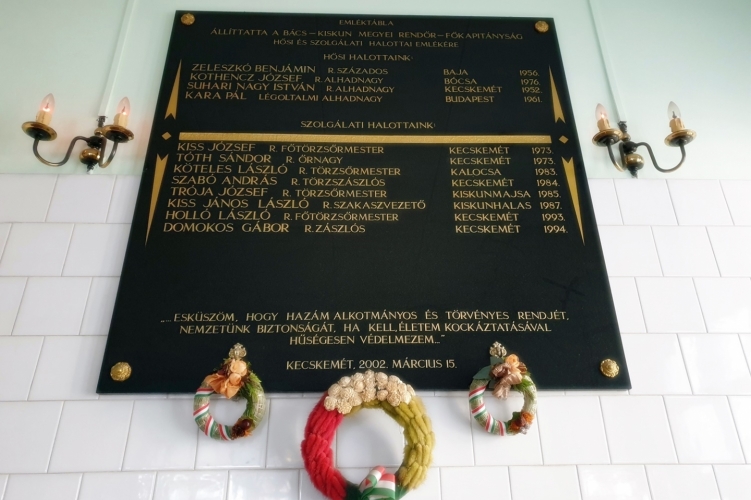 EMLÉKTÁBLA
ÁLLÍTTATTA A BÁCS-KISKUN MEGYEI RENDŐR-FŐKAPITÁNYSÁG
HŐSI ÉS SZOLGÁLATI HALOTTAI EMLÉKÉRE
HŐSI HALOTTAINK:
ZELESZKÓ BENJÁMIN R.SZÁZADOS BAJA 1956.
KOTHENCZ JÓZSEF R.ALHADNAGY BÓCSA 1976.
SUHARI NAGY ISTVÁN R.ALHADNAGY KECSKEMÉT 1952.
KARA PÁL LÉGOLTALMI ALHADNAGY BUDAPEST 1961.
SZOLGÁLATI HALOTTAINK:
KISS JÓZSEF R. FŐTÖRZSŐRMESTER KECSKEMÉT 1973.
TÓTH SÁNDOR R. ŐRNAGY KECSKEMÉT 1973.
KÖTELES LÁSZLÓ R. TÖRZSŐRMESTER KALOCSA 1983.
SZABÓ ANDRÁS R. TÖRZSZÁSZLÓS KECSKEMÉT 1984.
TRÓJA JÓZSEF R. TÖRZSŐRMESTER KISKUNMAJSA 1985.
KISS JÁNOS LÁSZLÓ R.SZAKASZVEZETŐ KISKUNHALAS 1987.
HOLLÓ LÁSZLÓ R. FŐTÖRZSŐRMESTER KECSKEMÉT 1993.
DOMOKOS GÁBOR R. ZÁSZLÓS KECSKEMÉT 1994.
„...ESKÜSZÖM, HOGY HAZÁM ALKOTMÁNYOS ÉS TÖRVÉNYES RENDJÉT,
NEMZETÜNK BIZTONSÁGÁT, HA KELL, ÉLETEM KOCKÁZTATÁSÁVAL
HŰSÉGESEN VÉDELMEZEM..."
KECSKEMÉT, 2002. MÁRCIUS 15.